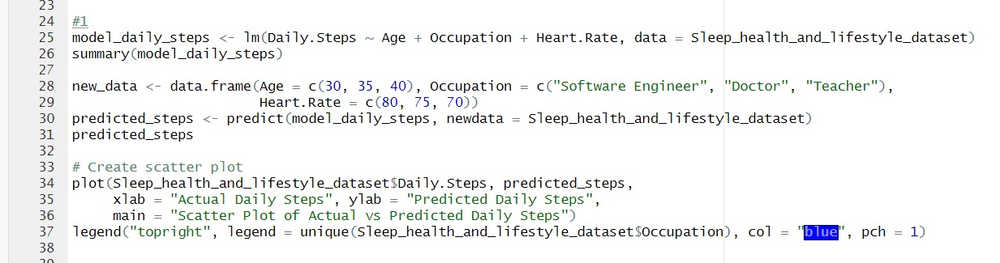 23
24 #1
25 model_daily_steps <- lm(Daily.Steps ~ Age + Occupation + Heart.Rate, data = Sleep_health_and_lifestyle_dataset)
26 summary(model_daily_steps)
27
28 new_data <- data.frame(Age = c(30, 35, 40), Occupation = c("Software Engineer", "Doctor", "Teacher"),
29                        Heart.Rate = c(80, 75, 70))
30 predicted_steps <- predict(model_daily_steps, newdata = Sleep_health_and_lifestyle_dataset)
31 predicted_steps
32
33 # Create scatter plot
34 plot(Sleep_health_and_lifestyle_dataset$Daily.Steps, predicted_steps,
35      xlab = "Actual Daily Steps", ylab = "Predicted Daily Steps",
36      main = "Scatter Plot of Actual vs Predicted Daily Steps")
37 legend("topright", legend = unique(Sleep_health_and_lifestyle_dataset$Occupation), col = "blue", pch = 1)
38